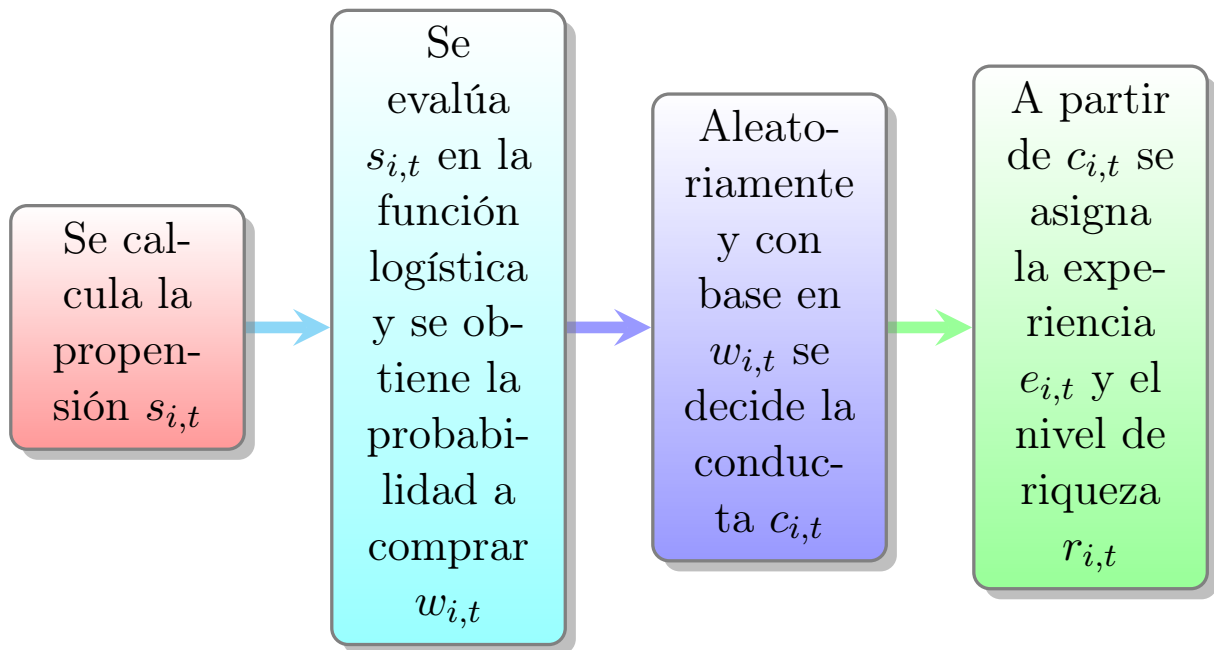 Se cal-
cula la
propen-
sión s_{i,t}
Se
evalúa
s_{i,t} en la
función
logística
y se ob-
tiene la
probabi-
lidad a
comprar
w_{i,t}
Aleato-
riamente
y con
base en
w_{i,t} se
decide la
conduc-
ta c_{i,t}
A partir
de c_{i,t} se
asigna
la expe-
riencia
e_{i,t} y el
nivel de
riqueza
r_{i,t}